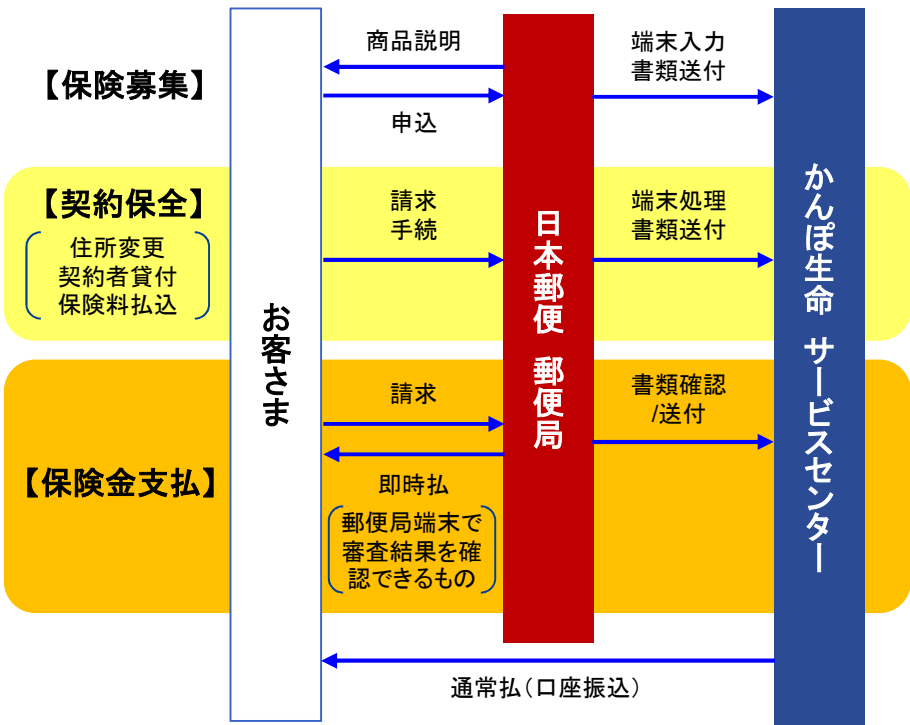 【保険募集】
商品説明
申込
端末入力
書類送付
【契約保全】
住所変更
契約者貸付
保険料払込
請求
手続
端末処理
書類送付
お客さま
日本郵便 郵便局
かんぽ生命 サービスセンター
【保険金支払】
請求
書類確認
/送付
即時払
郵便局端末で
審査結果を確
認できるもの
通常払（口座振込）